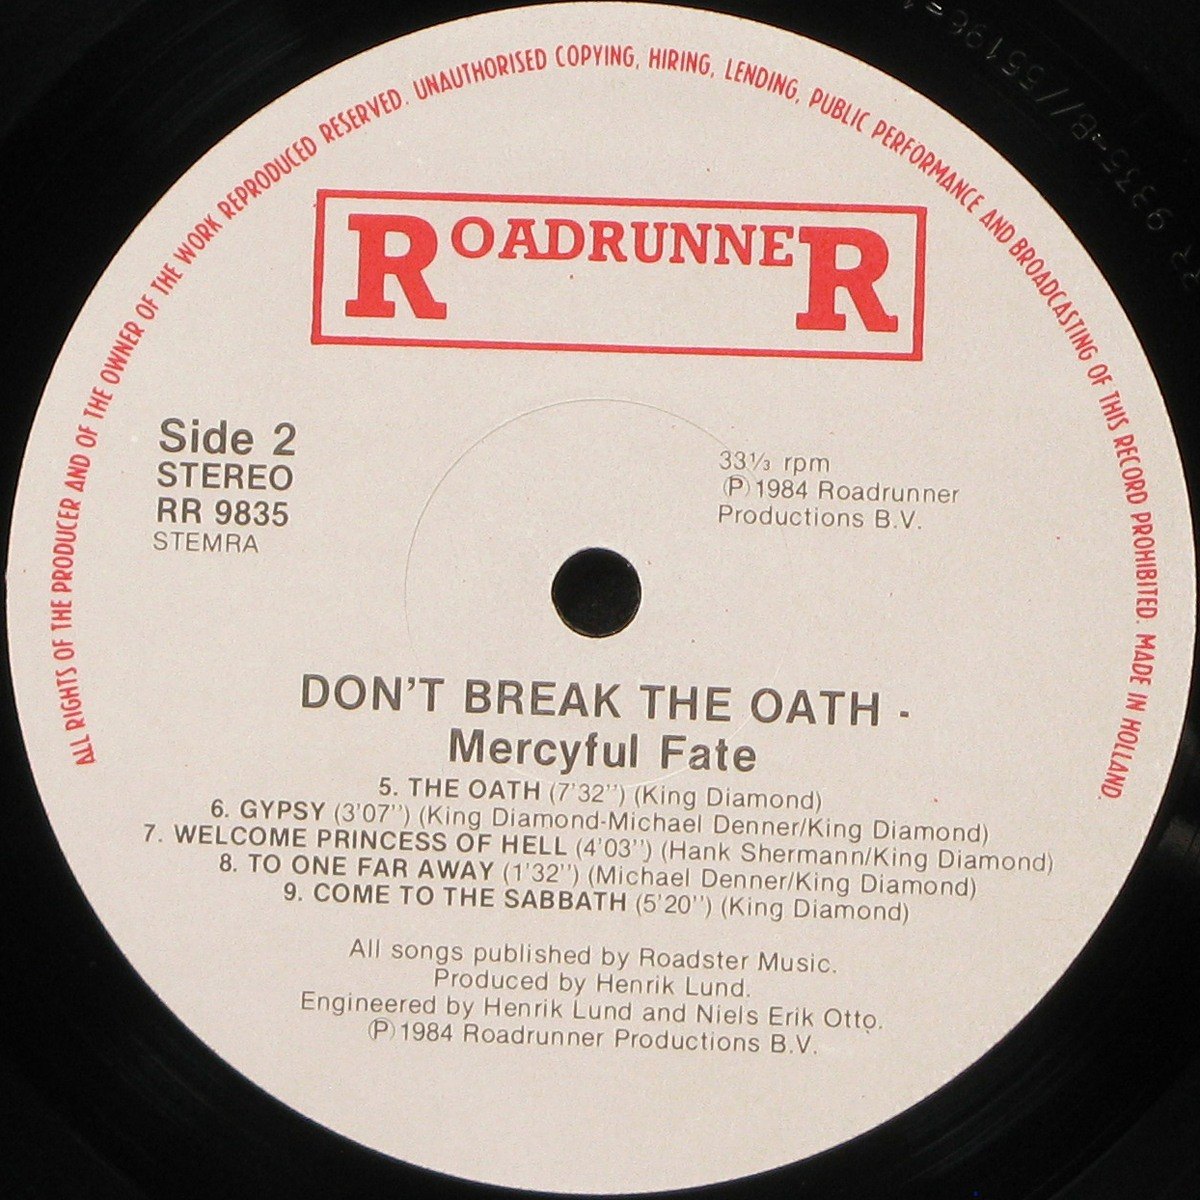 ALL RIGHTS OF THE PRODUCER AND OF THE OWNER OF THE WORK REPRODUCED RESERVED. UNAUTHORISED COPYING, HIRING, LENDING, PUBLIC PERFORMANCE AND BROADCASTING OF THIS RECORD PROHIBITED. MADE IN HOLLAND.
ROADRUNNER
Side 2
STEREO
RR 9835
STEMRA
33⅓ rpm
Ⓟ 1984 Roadrunner
Productions B.V.
DON'T BREAK THE OATH -
Mercyful Fate
5. THE OATH (7'32'') (King Diamond)
6. GYPSY (3'07'') (King Diamond-Michael Denner/King Diamond)
7. WELCOME PRINCESS OF HELL (4'03'') (Hank Shermann/King Diamond)
8. TO ONE FAR AWAY (1'32'') (Michael Denner/King Diamond)
9. COME TO THE SABBATH (5'20'') (King Diamond)
All songs published by Roadster Music.
Produced by Henrik Lund.
Engineered by Henrik Lund and Niels Erik Otto.
Ⓟ 1984 Roadrunner Productions B.V.